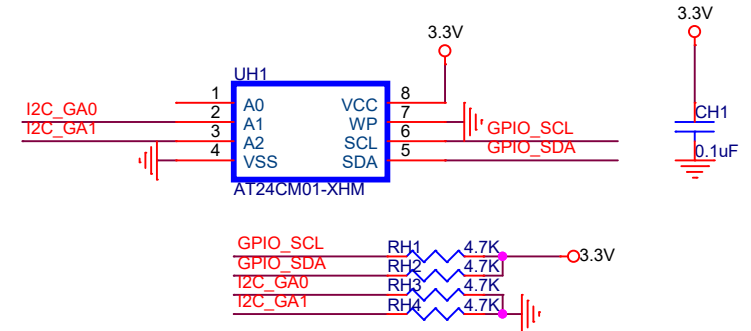 3.3V
3.3V
UH1
1 A0 VCC 8
I2C_GA0 2 A1 WP 7
I2C_GA1 3 A2 SCL 6 GPIO_SCL
4 VSS SDA 5 GPIO_SDA
AT24CM01-XHM
CH1
0.1uF
GPIO_SCL RH1 4.7K 3.3V
GPIO_SDA RH2 4.7K
I2C_GA0 RH3 4.7K
I2C_GA1 RH4 4.7K